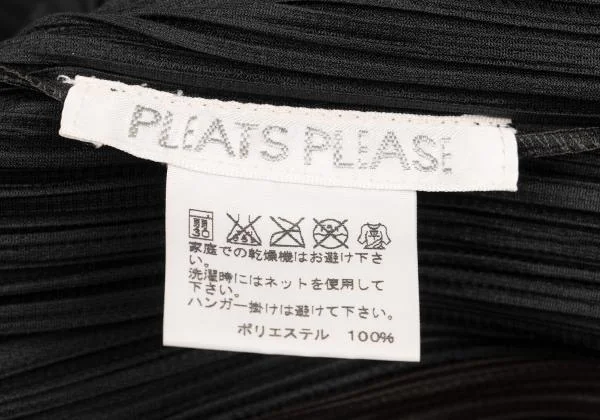 PLEATS PLEASE
弱
30
家庭での乾燥機はお避け下さ
い。
洗濯時にはネットを使用して
下さい。
ハンガー掛けは避けて下さい。
ポリエステル 100%